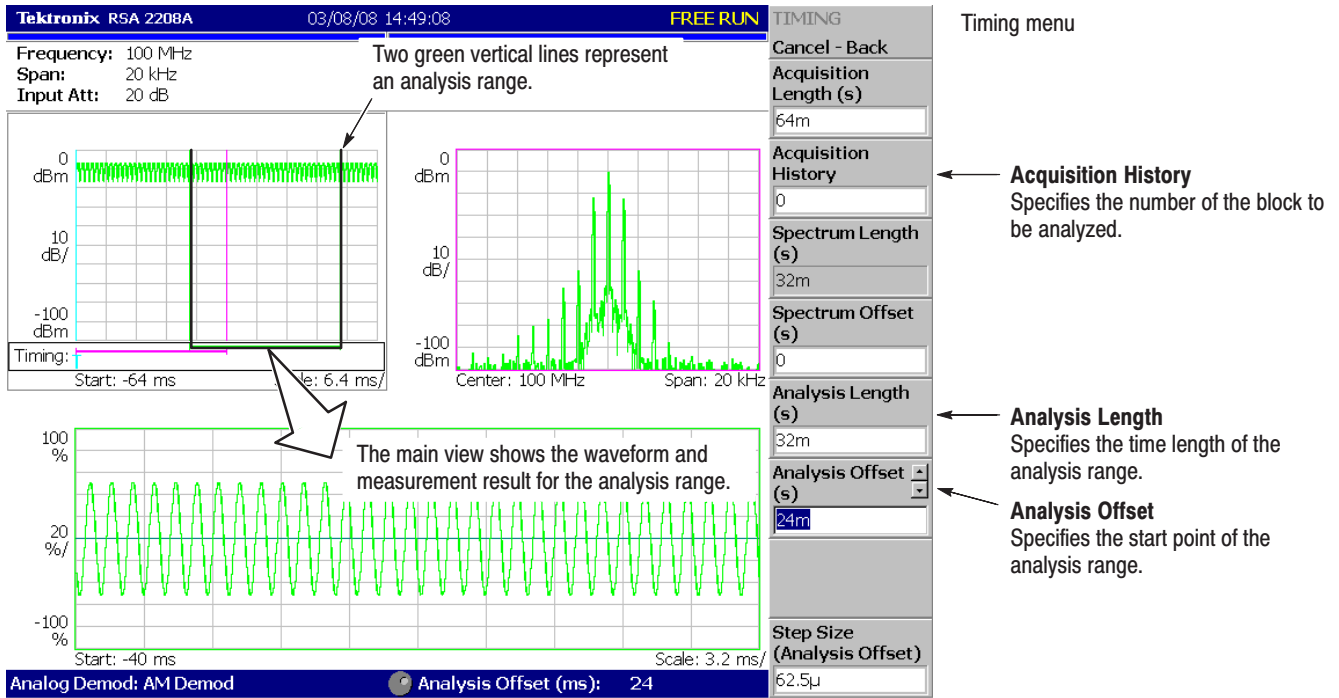 Tektronix RSA 2208A 03/08/08 14:49:08 FREE RUN
Frequency: 100 MHz
Span: 20 kHz
Input Att: 20 dB
Two green vertical lines represent
an analysis range.
0
dBm
10
dB/
-100
dBm
Timing:
Start: -64 ms
le: 6.4 ms/
0
dBm
10
dB/
-100
dBm
Center: 100 MHz
Span: 20 kHz
100
%
20
%/
-100
%
Start: -40 ms
Scale: 3.2 ms/
The main view shows the waveform and
measurement result for the analysis range.
Analog Demod: AM Demod
Analysis Offset (ms): 24
TIMING
Cancel - Back
Acquisition
Length (s)
64m
Acquisition
History
0
Spectrum Length
(s)
32m
Spectrum Offset
(s)
0
Analysis Length
(s)
32m
Analysis Offset
(s)
24m
Step Size
(Analysis Offset)
62.5µ
Timing menu
Acquisition History
Specifies the number of the block to
be analyzed.
Analysis Length
Specifies the time length of the
analysis range.
Analysis Offset
Specifies the start point of the
analysis range.